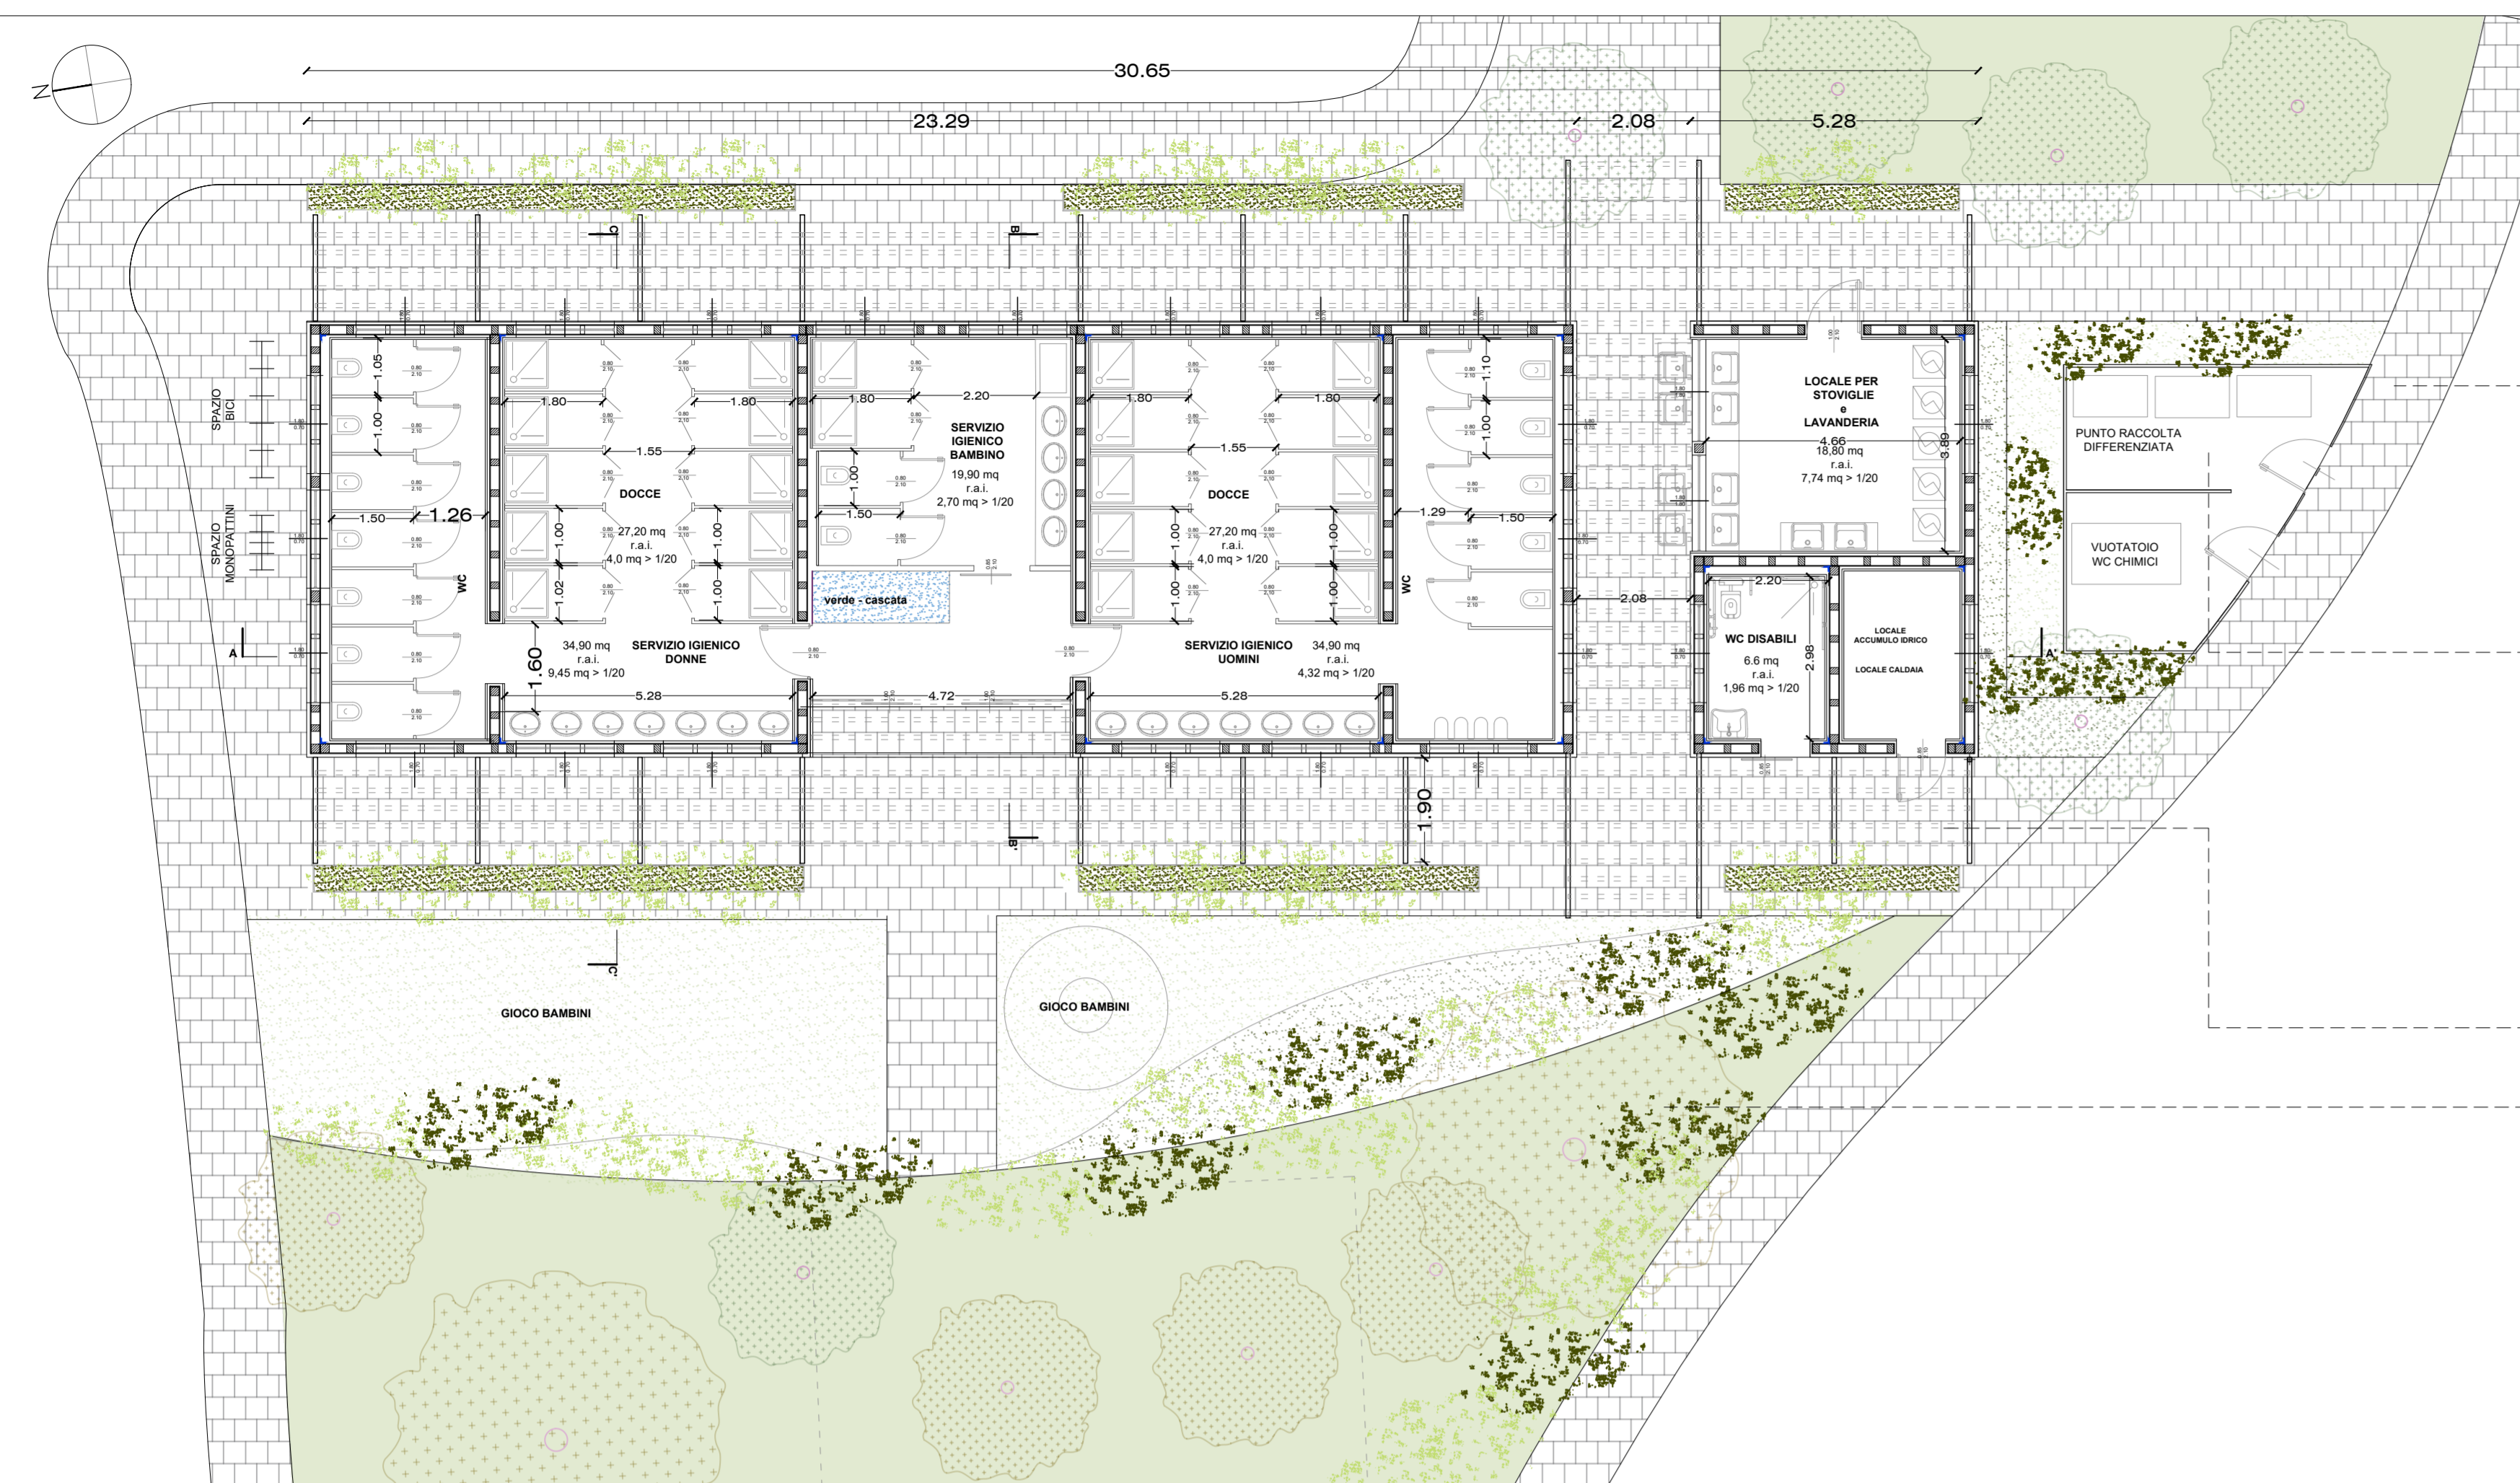 N
30.65
23.29
2.08
5.28
C
B
SPAZIO
BICI
SPAZIO
MONOPATTINI
1.05
1.00
1.50
1.26
WC
1.80
1.80
1.55
DOCCE
27,20 mq
r.a.i.
4,0 mq > 1/20
1.00
1.02
1.00
1.00
1.60
34,90 mq
r.a.i.
9,45 mq > 1/20
SERVIZIO IGIENICO
DONNE
5.28
1.80
2.20
SERVIZIO
IGIENICO
BAMBINO
19,90 mq
r.a.i.
2,70 mq > 1/20
1.00
1.50
verde - cascata
4.72
1.80
1.80
1.55
DOCCE
27,20 mq
r.a.i.
4,0 mq > 1/20
1.00
1.00
1.00
1.00
SERVIZIO IGIENICO
UOMINI
34,90 mq
r.a.i.
4,32 mq > 1/20
5.28
1.10
1.00
1.29
1.50
WC
2.08
LOCALE PER
STOVIGLIE
e
LAVANDERIA
4.66
18,80 mq
r.a.i.
7,74 mq > 1/20
3.89
2.20
WC DISABILI
6.6 mq
r.a.i.
1,96 mq > 1/20
2.98
LOCALE
ACCUMULO IDRICO
LOCALE CALDAIA
PUNTO RACCOLTA
DIFFERENZIATA
VUOTATOIO
WC CHIMICI
A
A'
1.90
B'
C'
GIOCO BAMBINI
GIOCO BAMBINI